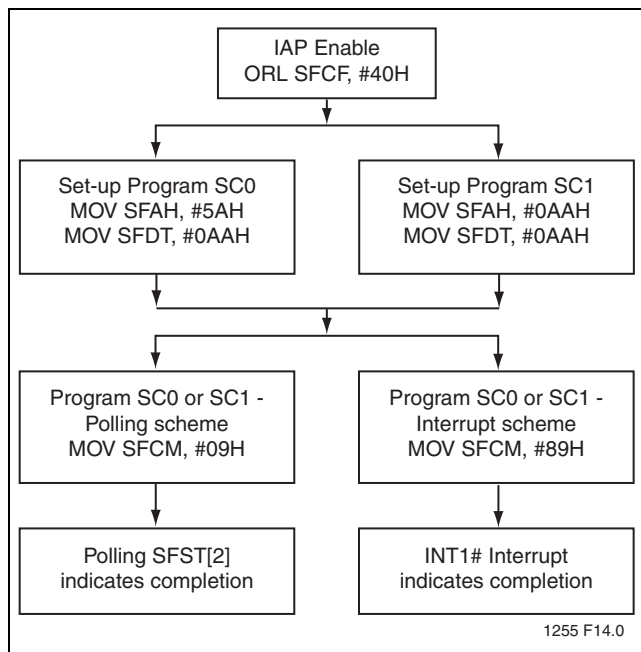 IAP Enable
ORL SFCF, #40H
Set-up Program SC0
MOV SFAH, #5AH
MOV SFDT, #0AAH
Set-up Program SC1
MOV SFAH, #0AAH
MOV SFDT, #0AAH
Program SC0 or SC1 -
Polling scheme
MOV SFCM, #09H
Program SC0 or SC1 -
Interrupt scheme
MOV SFCM, #89H
Polling SFST[2]
indicates completion
INT1# Interrupt
indicates completion
1255 F14.0